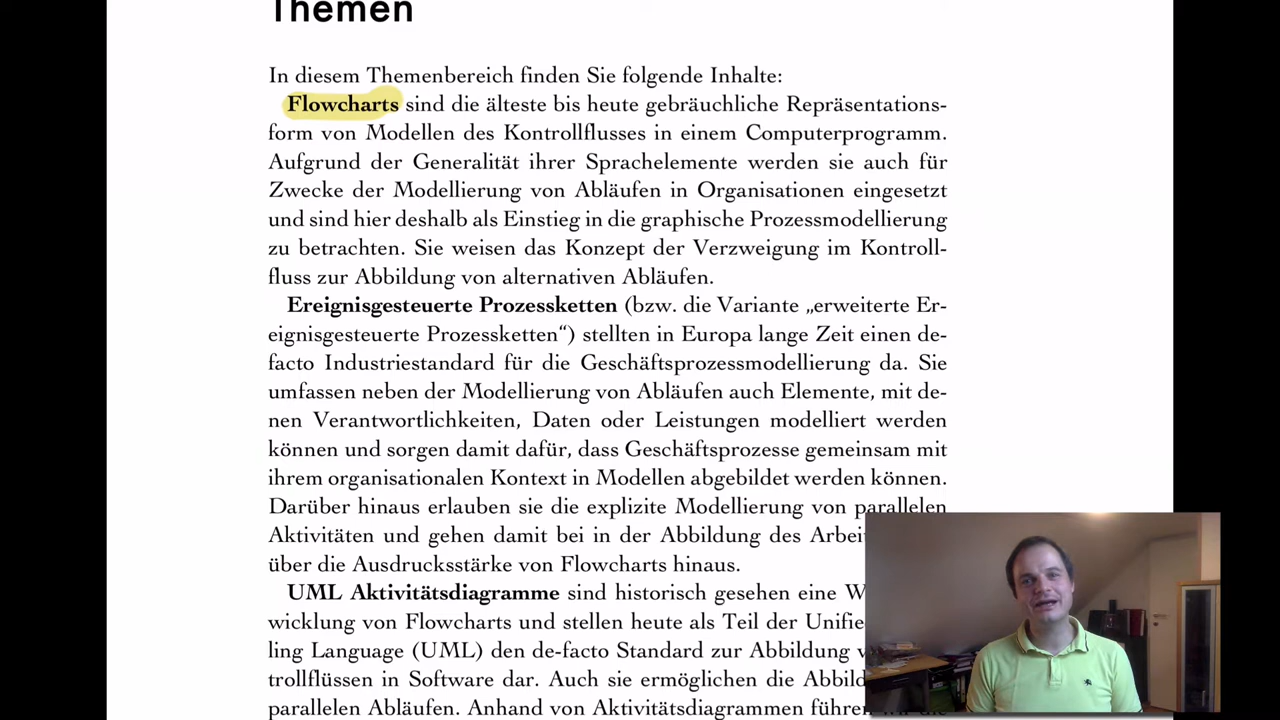 Themen
In diesem Themenbereich finden Sie folgende Inhalte:
Flowcharts sind die älteste bis heute gebräuchliche Repräsentations-
form von Modellen des Kontrollflusses in einem Computerprogramm.
Aufgrund der Generalität ihrer Sprachelemente werden sie auch für
Zwecke der Modellierung von Abläufen in Organisationen eingesetzt
und sind hier deshalb als Einstieg in die graphische Prozessmodellierung
zu betrachten. Sie weisen das Konzept der Verzweigung im Kontroll-
fluss zur Abbildung von alternativen Abläufen.
Ereignisgesteuerte Prozessketten (bzw. die Variante „erweiterte Er-
eignisgesteuerte Prozessketten“) stellten in Europa lange Zeit einen de-
facto Industriestandard für die Geschäftsprozessmodellierung da. Sie
umfassen neben der Modellierung von Abläufen auch Elemente, mit de-
nen Verantwortlichkeiten, Daten oder Leistungen modelliert werden
können und sorgen damit dafür, dass Geschäftsprozesse gemeinsam mit
ihrem organisationalen Kontext in Modellen abgebildet werden können.
Darüber hinaus erlauben sie die explizite Modellierung von parallelen
Aktivitäten und gehen damit bei in der Abbildung des
über die Ausdrucksstärke von Flowcharts hinaus.
UML Aktivitätsdiagramme sind historisch gesehen eine
wicklung von Flowcharts und stellen heute als Teil der
ling Language (UML) den de-facto Standard zur Abbildung
trollflüssen in Software dar. Auch sie ermöglichen die
parallelen Abläufen. Anhand von Aktivitätsdiagrammen